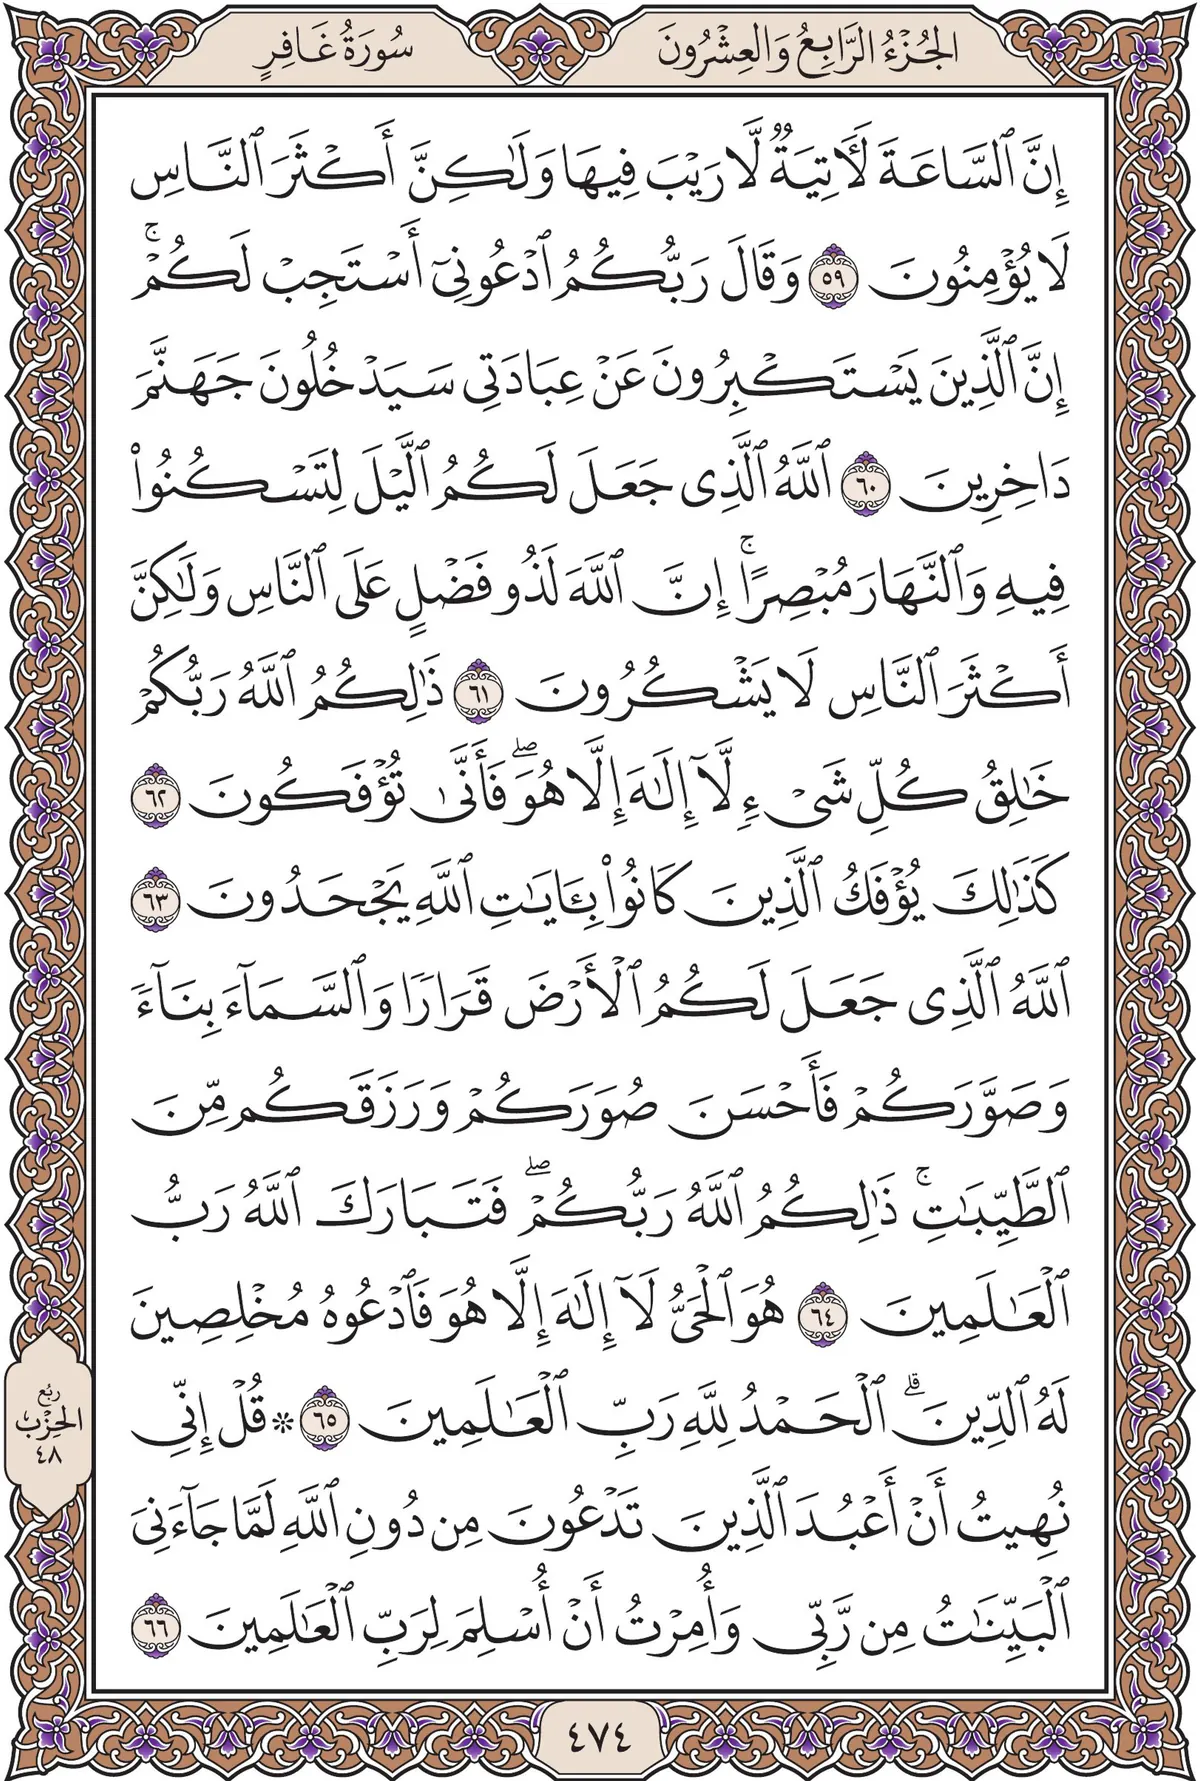 الجُزْءُ الرَّابِعُ وَالعِشْرُونَ
سُورَةُ غَافِرٍ
إِنَّ ٱلسَّاعَةَ لَأٓتِيَةٌ لَّا رَيْبَ فِيهَا وَلَٰكِنَّ أَكْثَرَ ٱلنَّاسِ
لَا يُؤْمِنُونَ ٥٩ وَقَالَ رَبُّكُمُ ٱدْعُونِىٓ أَسْتَجِبْ لَكُمْۚ
إِنَّ ٱلَّذِينَ يَسْتَكْبِرُونَ عَنْ عِبَادَتِى سَيَدْخُلُونَ جَهَنَّمَ
دَاخِرِينَ ٦٠ ٱللَّهُ ٱلَّذِى جَعَلَ لَكُمُ ٱلَّيْلَ لِتَسْكُنُوا۟
فِيهِ وَٱلنَّهَارَ مُبْصِرًاۚ إِنَّ ٱللَّهَ لَذُو فَضْلٍ عَلَى ٱلنَّاسِ وَلَٰكِنَّ
أَكْثَرَ ٱلنَّاسِ لَا يَشْكُرُونَ ٦١ ذَٰلِكُمُ ٱللَّهُ رَبُّكُمْ
خَٰلِقُ كُلِّ شَىْءٍ لَّآ إِلَٰهَ إِلَّا هُوَۖ فَأَنَّىٰ تُؤْفَكُونَ ٦٢
كَذَٰلِكَ يُؤْفَكُ ٱلَّذِينَ كَانُوا۟ بِـَٔايَٰتِ ٱللَّهِ يَجْحَدُونَ ٦٣
ٱللَّهُ ٱلَّذِى جَعَلَ لَكُمُ ٱلْأَرْضَ قَرَارًا وَٱلسَّمَآءَ بِنَآءً
وَصَوَّرَكُمْ فَأَحْسَنَ صُوَرَكُمْ وَرَزَقَكُم مِّنَ
ٱلطَّيِّبَٰتِۚ ذَٰلِكُمُ ٱللَّهُ رَبُّكُمْۖ فَتَبَارَكَ ٱللَّهُ رَبُّ
ٱلْعَٰلَمِينَ ٦٤ هُوَ ٱلْحَىُّ لَآ إِلَٰهَ إِلَّا هُوَ فَٱدْعُوهُ مُخْلِصِينَ
لَهُ ٱلدِّينَۗ ٱلْحَمْدُ لِلَّهِ رَبِّ ٱلْعَٰلَمِينَ ٦٥ * قُلْ إِنِّى
نُهِيتُ أَنْ أَعْبُدَ ٱلَّذِينَ تَدْعُونَ مِن دُونِ ٱللَّهِ لَمَّا جَآءَنِىَ
ٱلْبَيِّنَٰتُ مِن رَّبِّى وَأُمِرْتُ أَنْ أُسْلِمَ لِرَبِّ ٱلْعَٰلَمِينَ ٦٦
رُبُع
الحِزْب
٤٨
٤٧٤